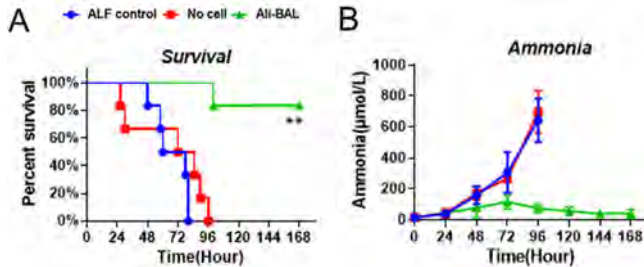 A
ALF control No cell Ali-BAL
B
Survival
Percent survival
100%
80%
60%
40%
20%
0%
**
0 24 48 72 96 120 144 168
Time(Hour)
Ammonia
Ammonia(μmol/L)
1000
800
600
400
200
0
0 24 48 72 96 120 144 168
Time(Hour)